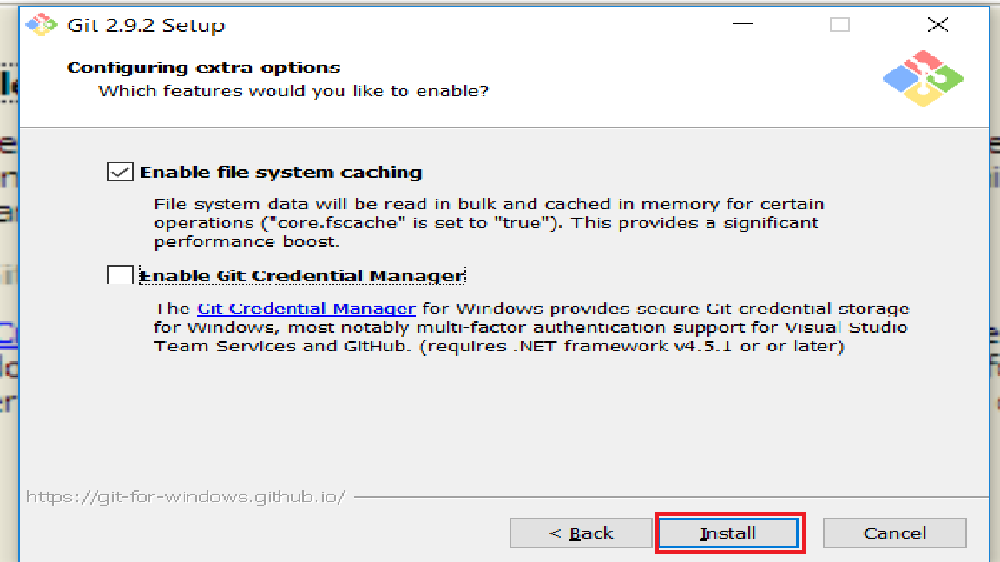 Git 2.9.2 Setup
Configuring extra options
Which features would you like to enable?
Enable file system caching
File system data will be read in bulk and cached in memory for certain
operations ("core.fscache" is set to "true"). This provides a significant
performance boost.
Enable Git Credential Manager
The Git Credential Manager for Windows provides secure Git credential storage
for Windows, most notably multi-factor authentication support for Visual Studio
Team Services and GitHub. (requires .NET framework v4.5.1 or or later)
https://git-for-windows.github.io/
< Back
Install
Cancel